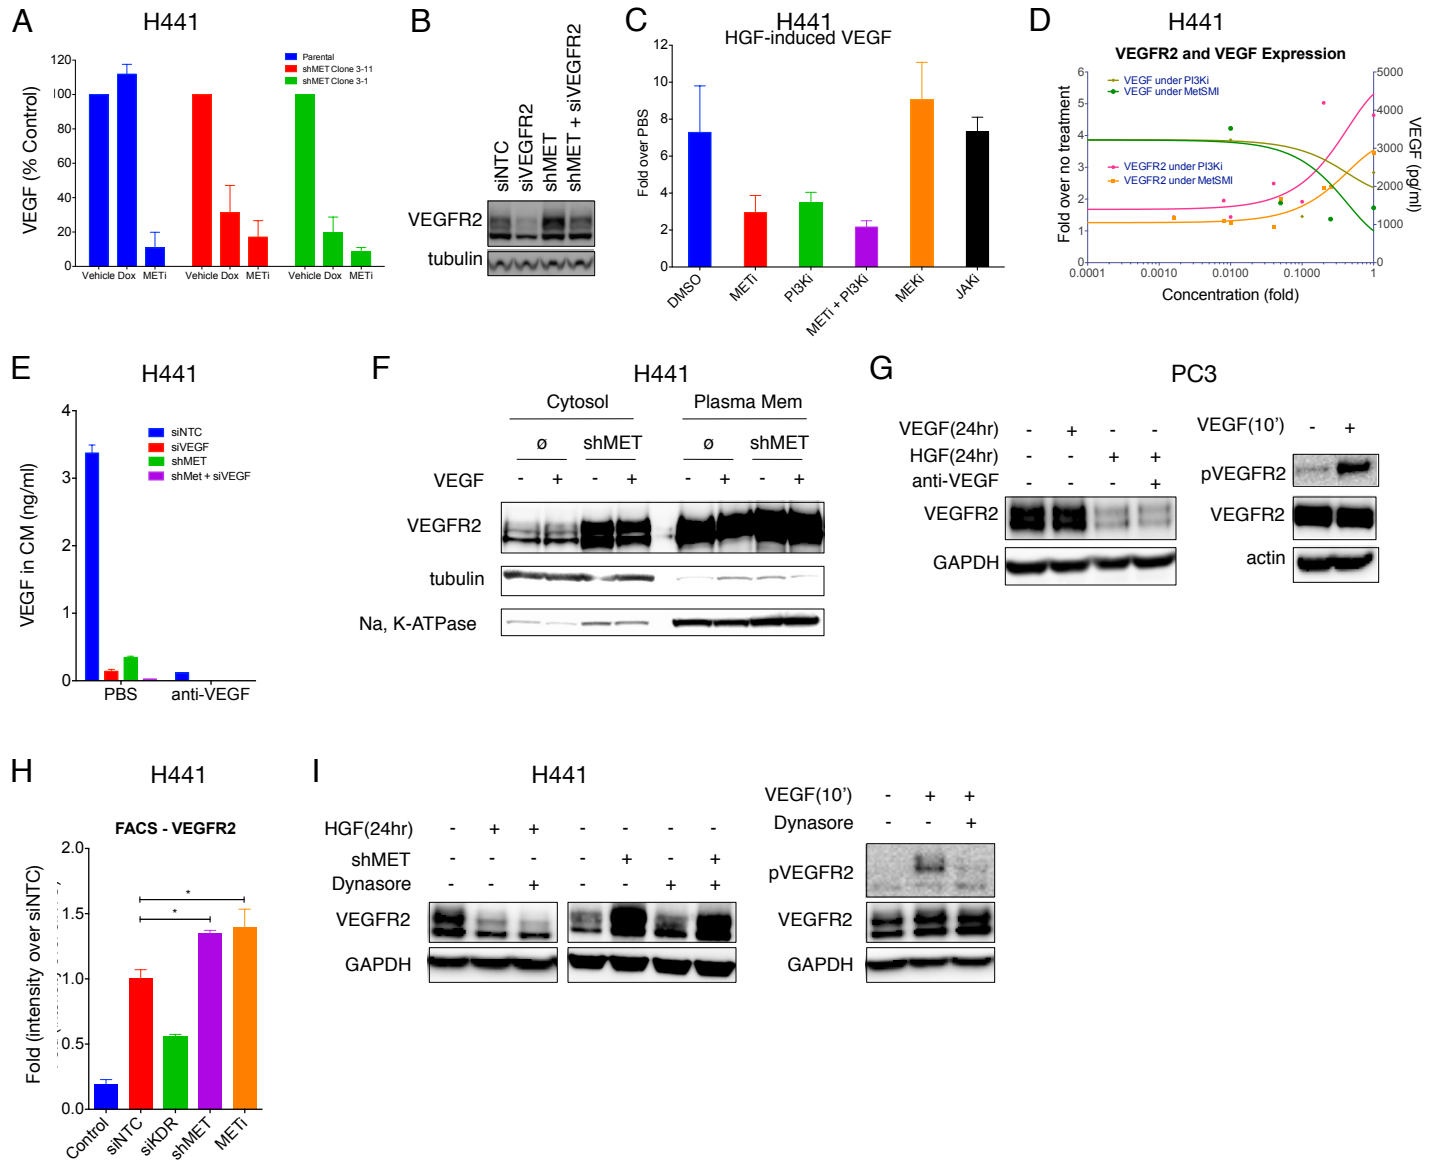 A
H441
VEGF (% Control)
120
100
80
60
40
20
0
Parental
shMET Clone 3-11
shMET Clone 3-1
Vehicle Dox METi
Vehicle Dox METi
Vehicle Dox METi
B
siNTC
siVEGFR2
shMET
shMET + siVEGFR2
VEGFR2
tubulin
C
H441
HGF-induced VEGF
Fold over PBS
12
10
8
6
4
2
0
DMSO
METi
PI3Ki
METi + PI3Ki
MEKi
JAKi
D
H441
VEGFR2 and VEGF Expression
VEGF under PI3Ki
VEGF under MetSMI
VEGFR2 under PI3Ki
VEGFR2 under MetSMI
Fold over no treatment
6
5
4
3
2
1
0
VEGF (pg/ml)
5000
4000
3000
2000
1000
0
0.0001
0.0010
0.0100
0.1000
1
Concentration (fold)
E
H441
VEGF in CM (ng/ml)
4
3
2
1
0
siNTC
siVEGF
shMET
shMet + siVEGF
PBS
anti-VEGF
F
H441
Cytosol
Plasma Mem
ø shMET ø shMET
VEGF - + - + - + - +
VEGFR2
tubulin
Na, K-ATPase
G
PC3
VEGF(24hr) - + - -
HGF(24hr) - - + +
anti-VEGF - - - +
VEGFR2
GAPDH
VEGF(10') - +
pVEGFR2
VEGFR2
actin
H
H441
FACS - VEGFR2
Fold (intensity over siNTC)
2.0
1.5
1.0
0.5
0.0
*
*
Control
siNTC
siKDR
shMET
METi
I
H441
HGF(24hr) - + + - - - -
shMET - - - - + - +
Dynasore - - + - - + +
VEGFR2
GAPDH
VEGF(10') - + +
Dynasore - - +
pVEGFR2
VEGFR2
GAPDH